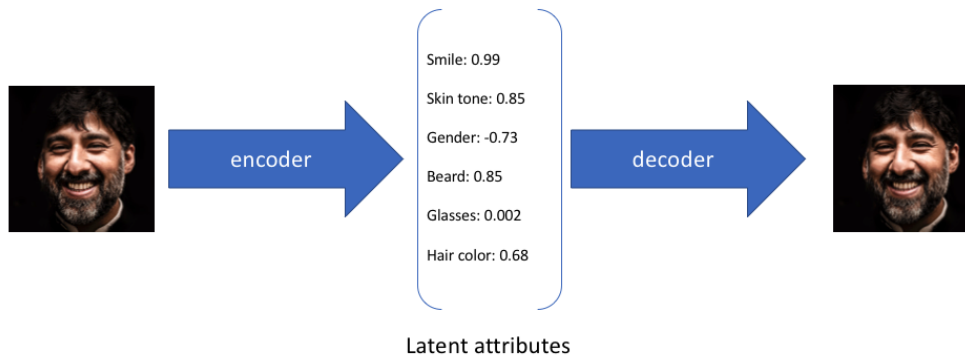 encoder
Smile: 0.99
Skin tone: 0.85
Gender: -0.73
Beard: 0.85
Glasses: 0.002
Hair color: 0.68
decoder
Latent attributes